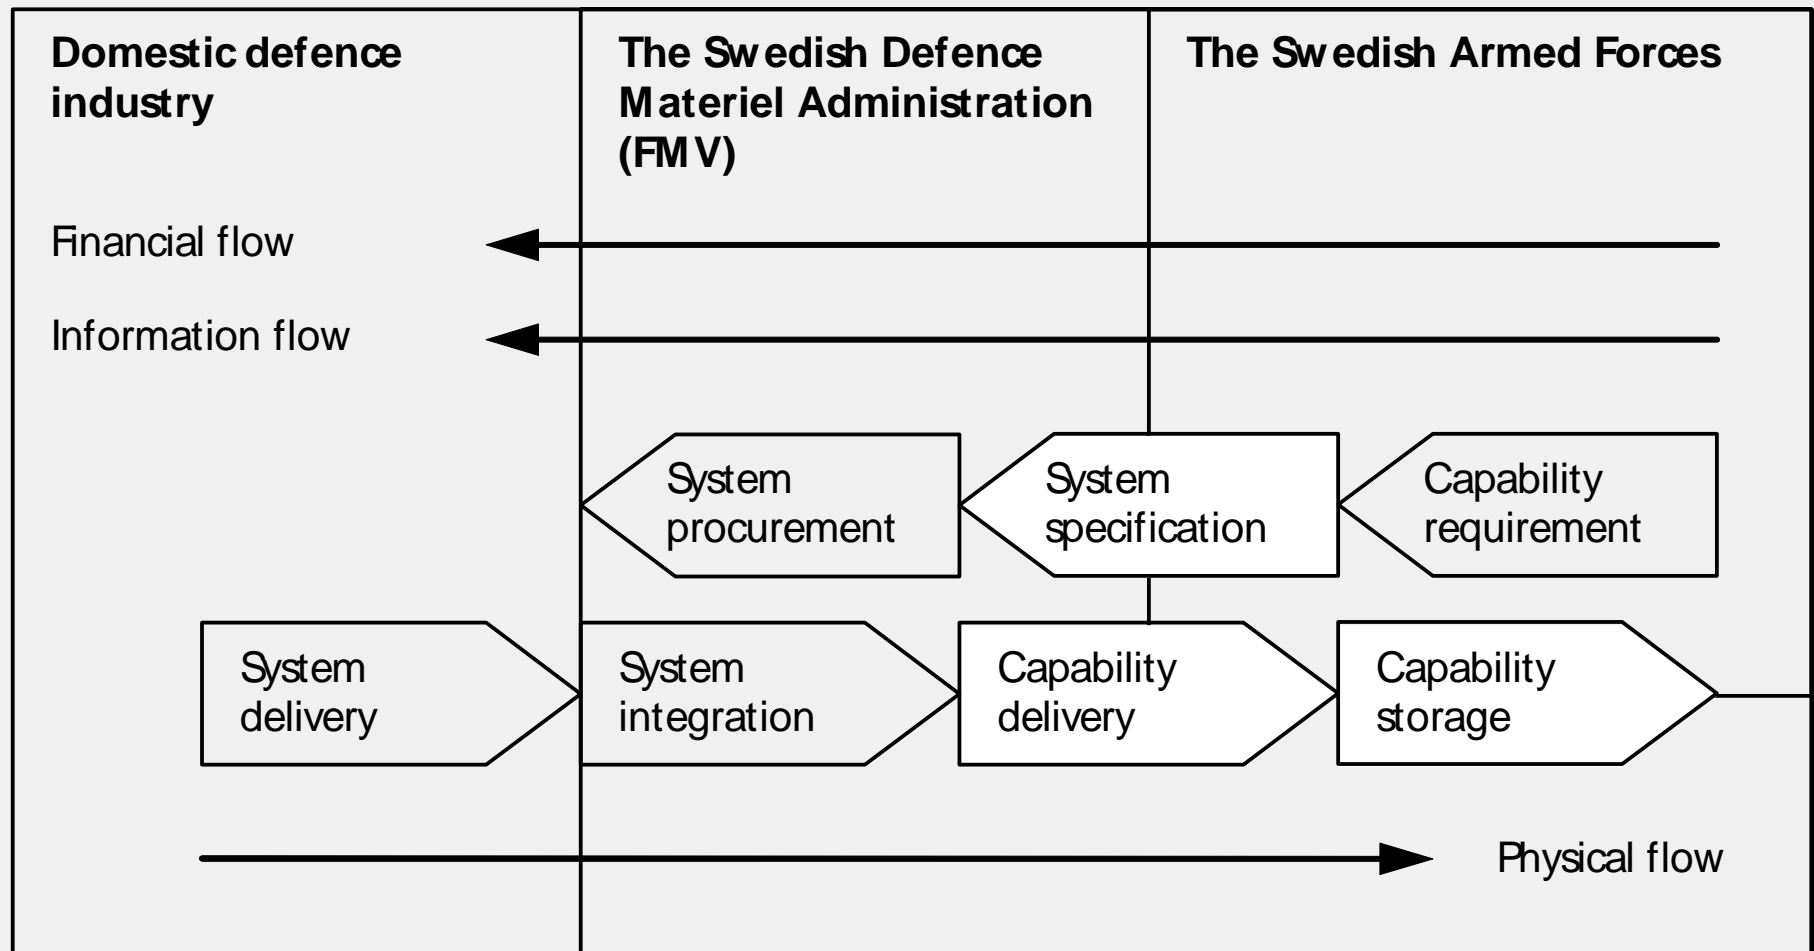 Domestic defence
industry
The Swedish Defence
Materiel Administration
(FMV)
The Swedish Armed Forces
Financial flow
Information flow
System
procurement
System
specification
Capability
requirement
System
delivery
System
integration
Capability
delivery
Capability
storage
Physical flow